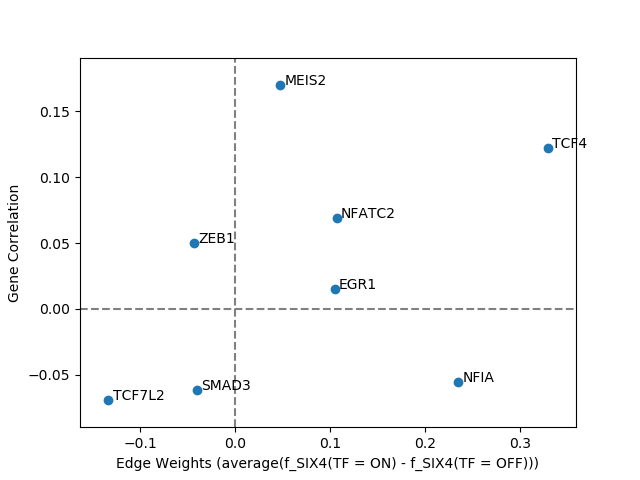 MEIS2
0.15
TCF4
0.10
NFATC2
0.05
ZEB1
EGR1
0.00
−0.05
NFIA
SMAD3
TCF7L2
Gene Correlation
−0.1
0.0
0.1
0.2
0.3
Edge Weights (average(f_SIX4(TF = ON) - f_SIX4(TF = OFF)))